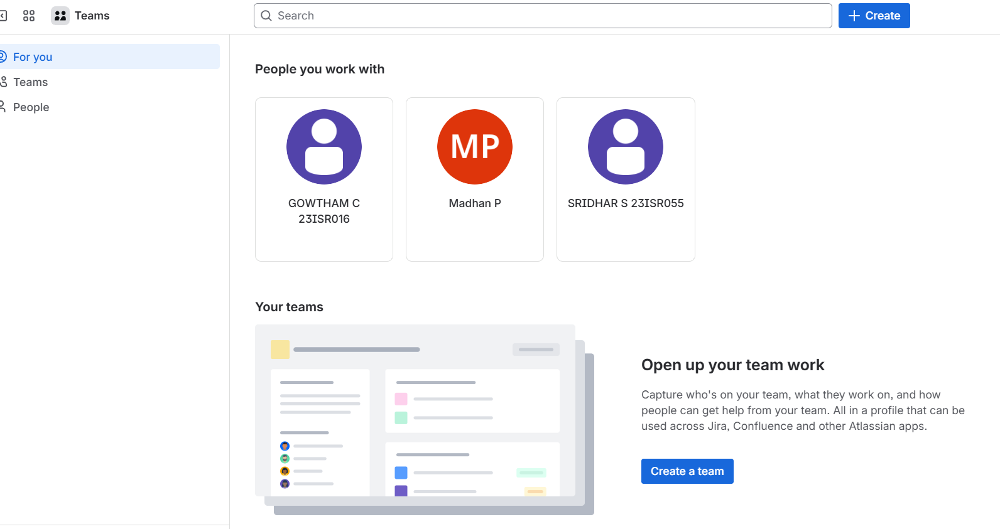 Teams
Search
Create
For you
Teams
People
People you work with
MP
GOWTHAM C
23ISR016
Madhan P
SRIDHAR S 23ISR055
Your teams
Open up your team work
Capture who's on your team, what they work on, and how
people can get help from your team. All in a profile that can be
used across Jira, Confluence and other Atlassian apps.
Create a team